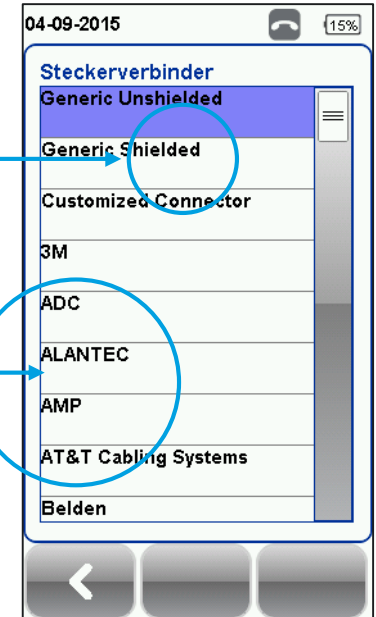 04-09-2015
15%
Steckerverbinder
Generic Unshielded
Generic Shielded
Customized Connector
3M
ADC
ALANTEC
AMP
AT&T Cabling Systems
Belden